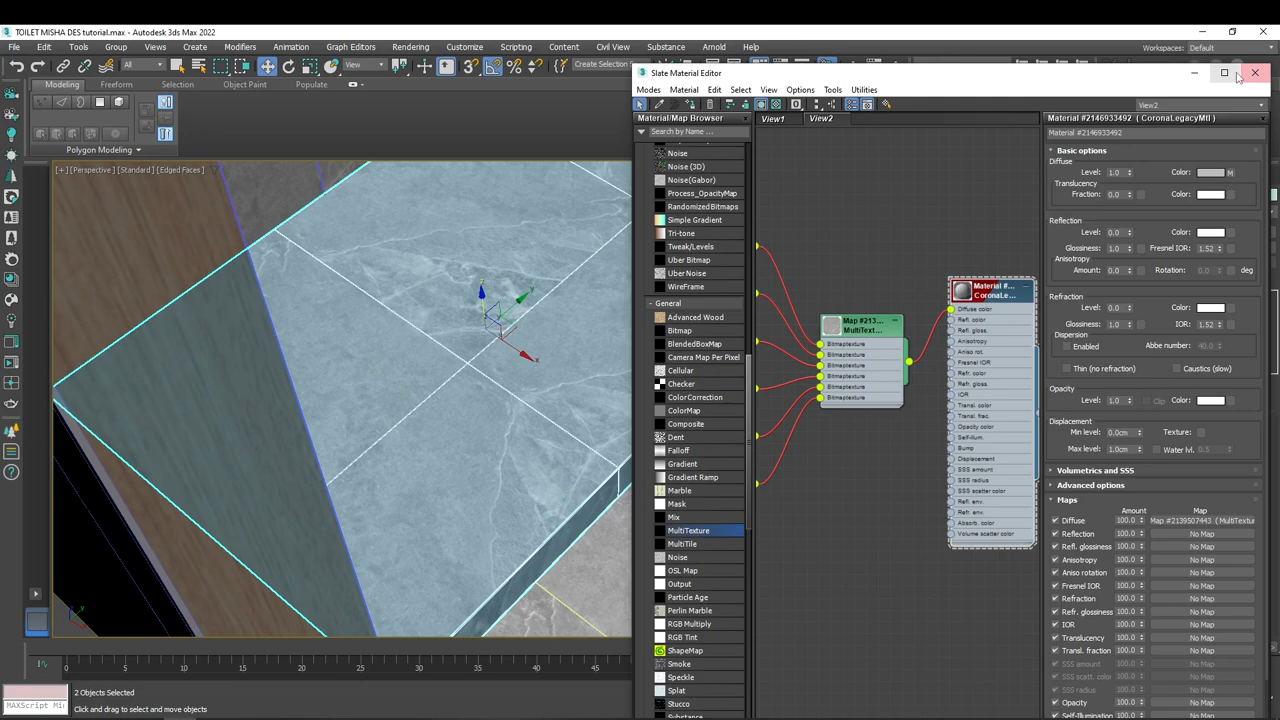 TOILET MISHA DES tutorial.max - Autodesk 3ds Max 2022
File Edit Tools Group Views Create Modifiers Animation Graph Editors Rendering Customize Scripting Content Civil View Substance Arnold Help
Workspaces: Default
All View Create Selection Se
Modeling Freeform Selection Object Paint Populate
Polygon Modeling
[+] [Perspective] [Standard] [Edged Faces]
z y x
0 5 10 15 20 25 30 35 40 45
2 Objects Selected
MAXScript Mi
Click and drag to select and move objects
Slate Material Editor
Modes Material Edit Select View Options Tools Utilities
View2
Material/Map Browser
Search by Name ...
Noise
Noise (3D)
Noise(Gabor)
Process_OpacityMap
RandomizedBitmaps
Simple Gradient
Tri-tone
Tweak/Levels
Uber Bitmap
Uber Noise
WireFrame
- General
Advanced Wood
Bitmap
BlendedBoxMap
Camera Map Per Pixel
Cellular
Checker
ColorCorrection
ColorMap
Composite
Dent
Falloff
Gradient
Gradient Ramp
Marble
Mask
Mix
MultiTexture
MultiTile
Noise
OSL Map
Output
Particle Age
Perlin Marble
RGB Multiply
RGB Tint
ShapeMap
Smoke
Speckle
Splat
Stucco
Substance
View1 View2
Map #213...
MultiText...
Bitmaptexture
Bitmaptexture
Bitmaptexture
Bitmaptexture
Bitmaptexture
Bitmaptexture
Material #...
CoronaLe...
Diffuse color
Refl. color
Refl. gloss.
Anisotropy
Aniso rot.
Fresnel IOR
Refr. color
Refr. gloss.
IOR
Transl. color
Transl. frac.
Opacity color
Self-illum.
Bump
Displacement
SSS amount
SSS radius
SSS scatter color
Refl. env.
Refr. env.
Absorb. color
Volume scatter color
Material #2146933492 ( CoronaLegacyMtl )
Material #2146933492
Basic options
Diffuse
Level: 1.0 Color: M
Translucency
Fraction: 0.0 Color:
Reflection
Level: 0.0 Color:
Glossiness: 1.0 Fresnel IOR: 1.52
Anisotropy
Amount: 0.0 Rotation: 0.0 deg
Refraction
Level: 0.0 Color:
Glossiness: 1.0 IOR: 1.52
Dispersion
Enabled Abbe number: 40.0
Thin (no refraction) Caustics (slow)
Opacity
Level: 1.0 Clip Color:
Displacement
Min level: 0.0cm Texture:
Max level: 1.0cm Water lvl. 0.5
Volumetrics and SSS
Advanced options
Maps
Amount Map
Diffuse 100.0 Map #2139507443 ( MultiTextur
Reflection 100.0 No Map
Refl. glossiness 100.0 No Map
Anisotropy 100.0 No Map
Aniso rotation 100.0 No Map
Fresnel IOR 100.0 No Map
Refraction 100.0 No Map
Refr. glossiness 100.0 No Map
IOR 100.0 No Map
Translucency 100.0 No Map
Transl. fraction 100.0 No Map
SSS amount 100.0 No Map
SSS scatt. color 100.0 No Map
SSS radius 100.0 No Map
Opacity 100.0 No Map
Self-Illumination 100.0 No Map